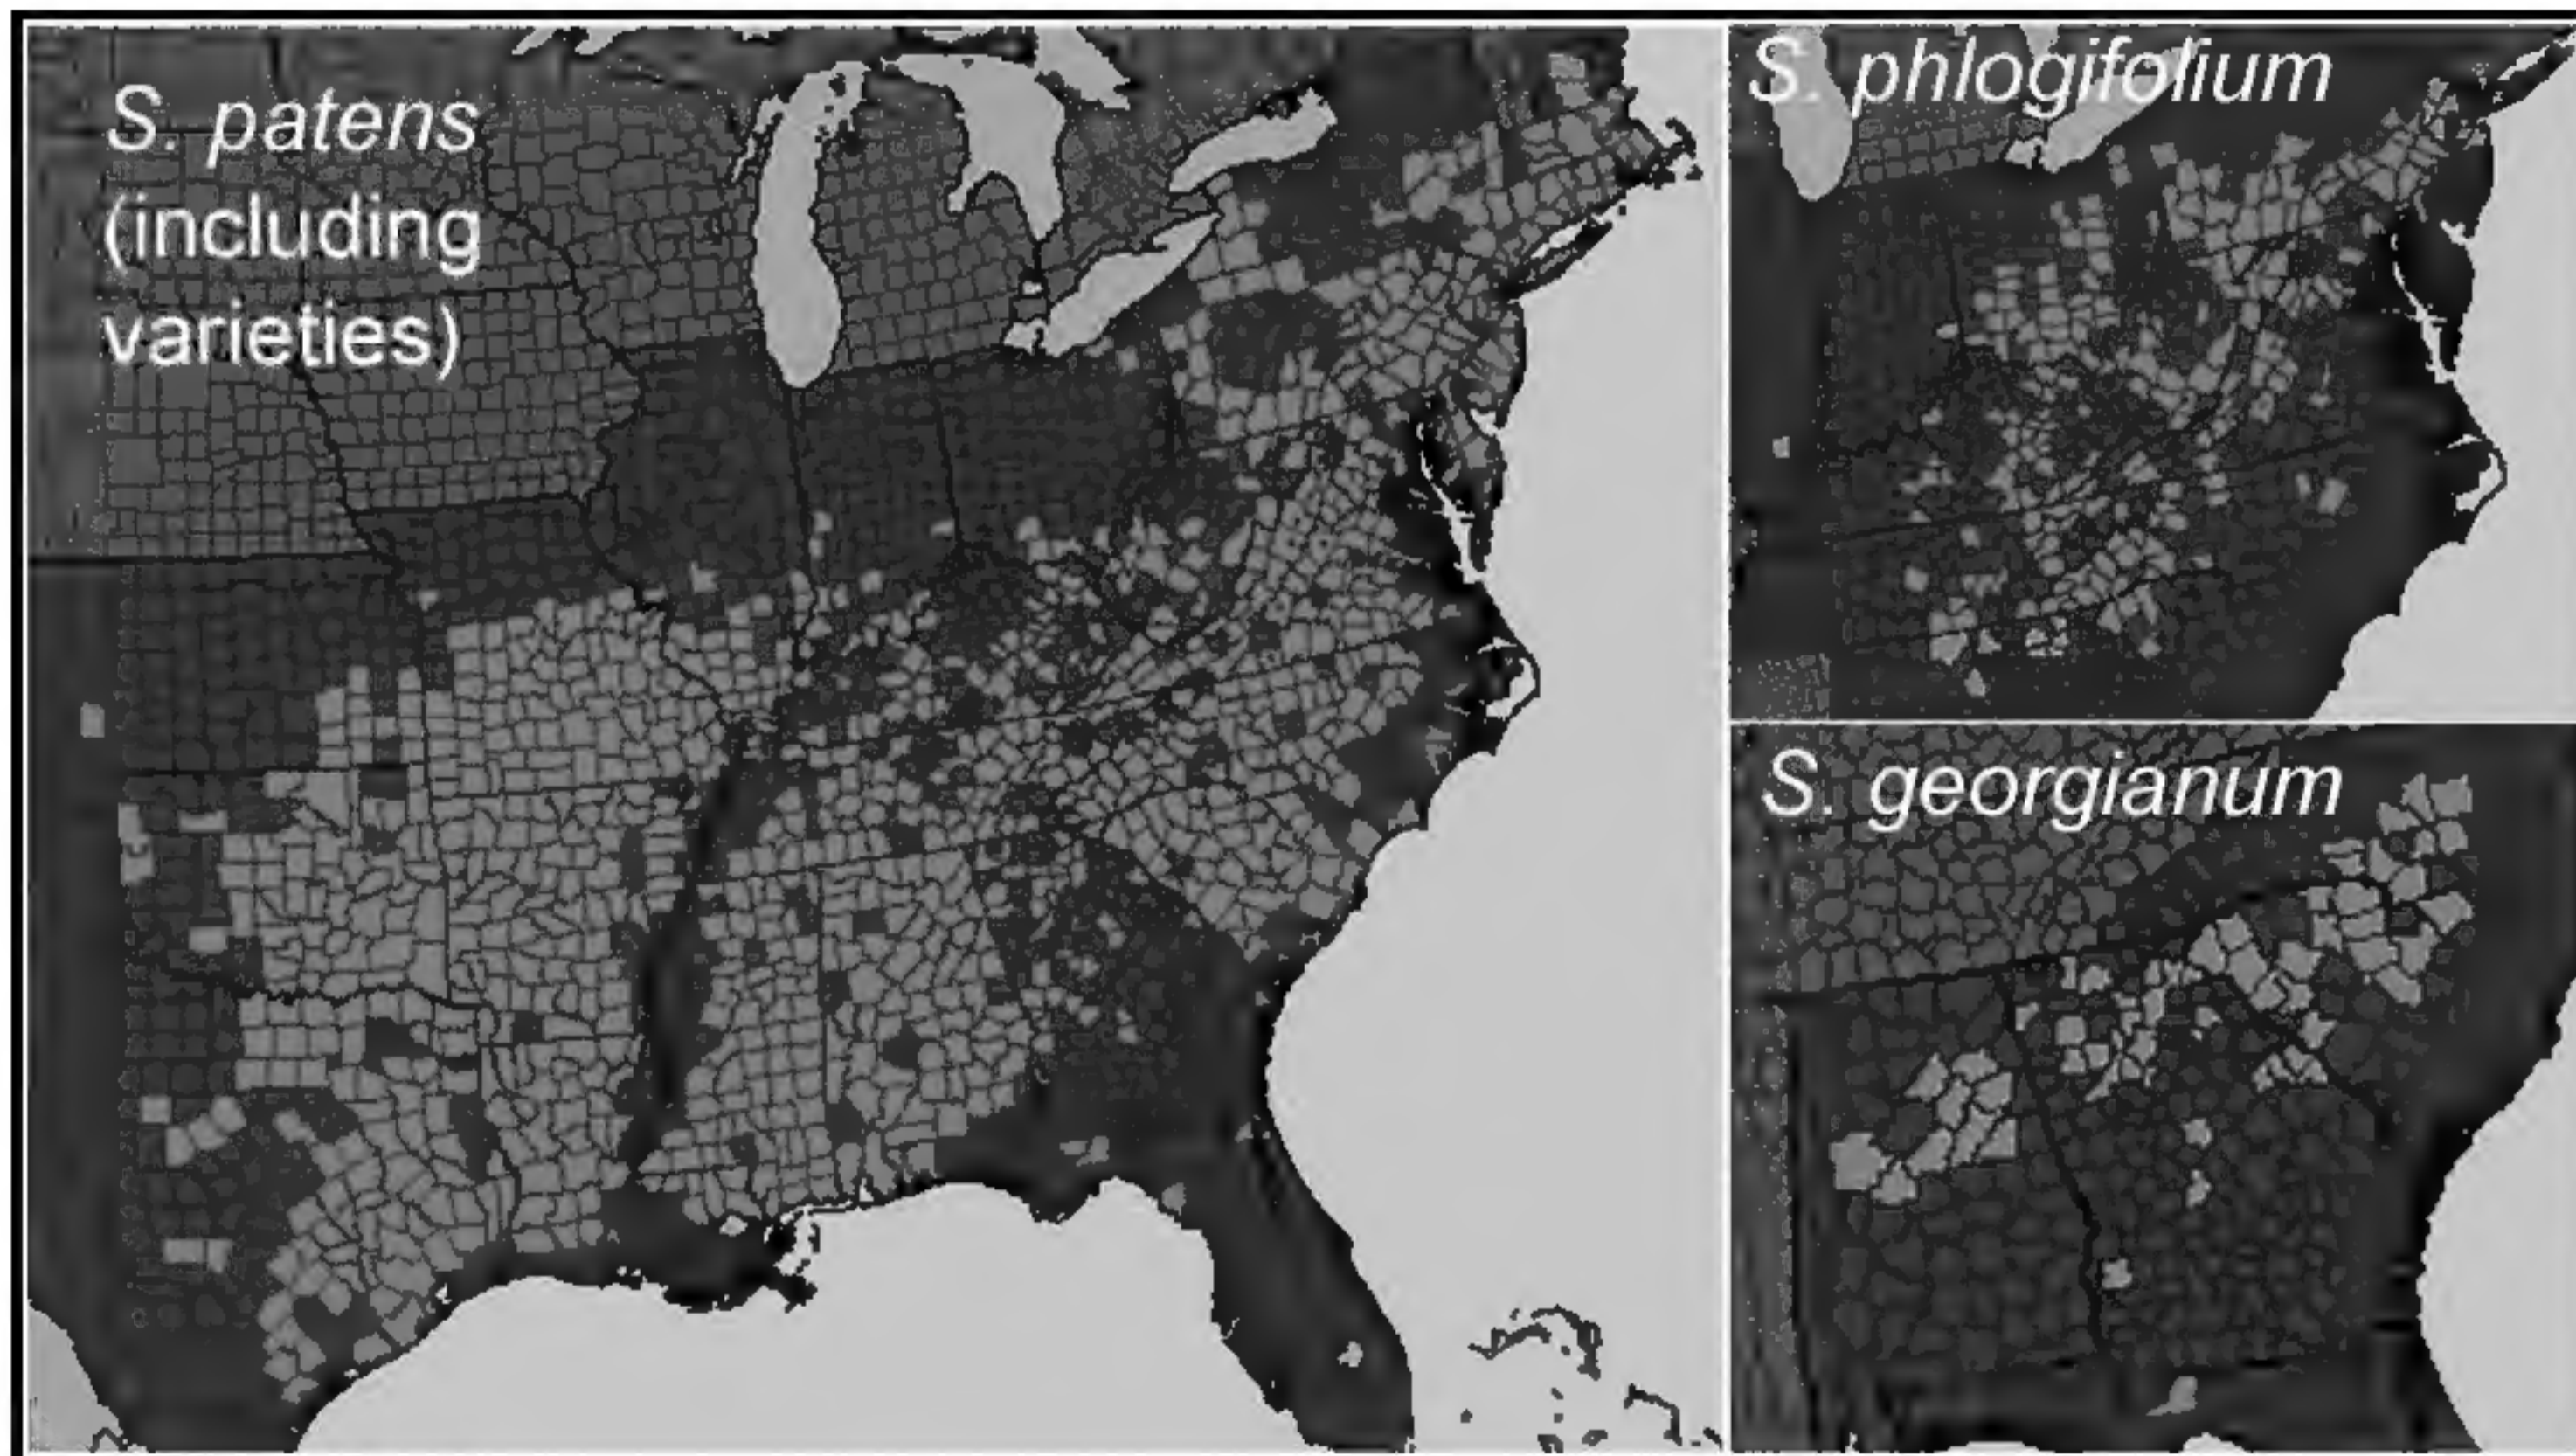 S. patens
(including
varieties)
S. phlogifolium
S. georgianum